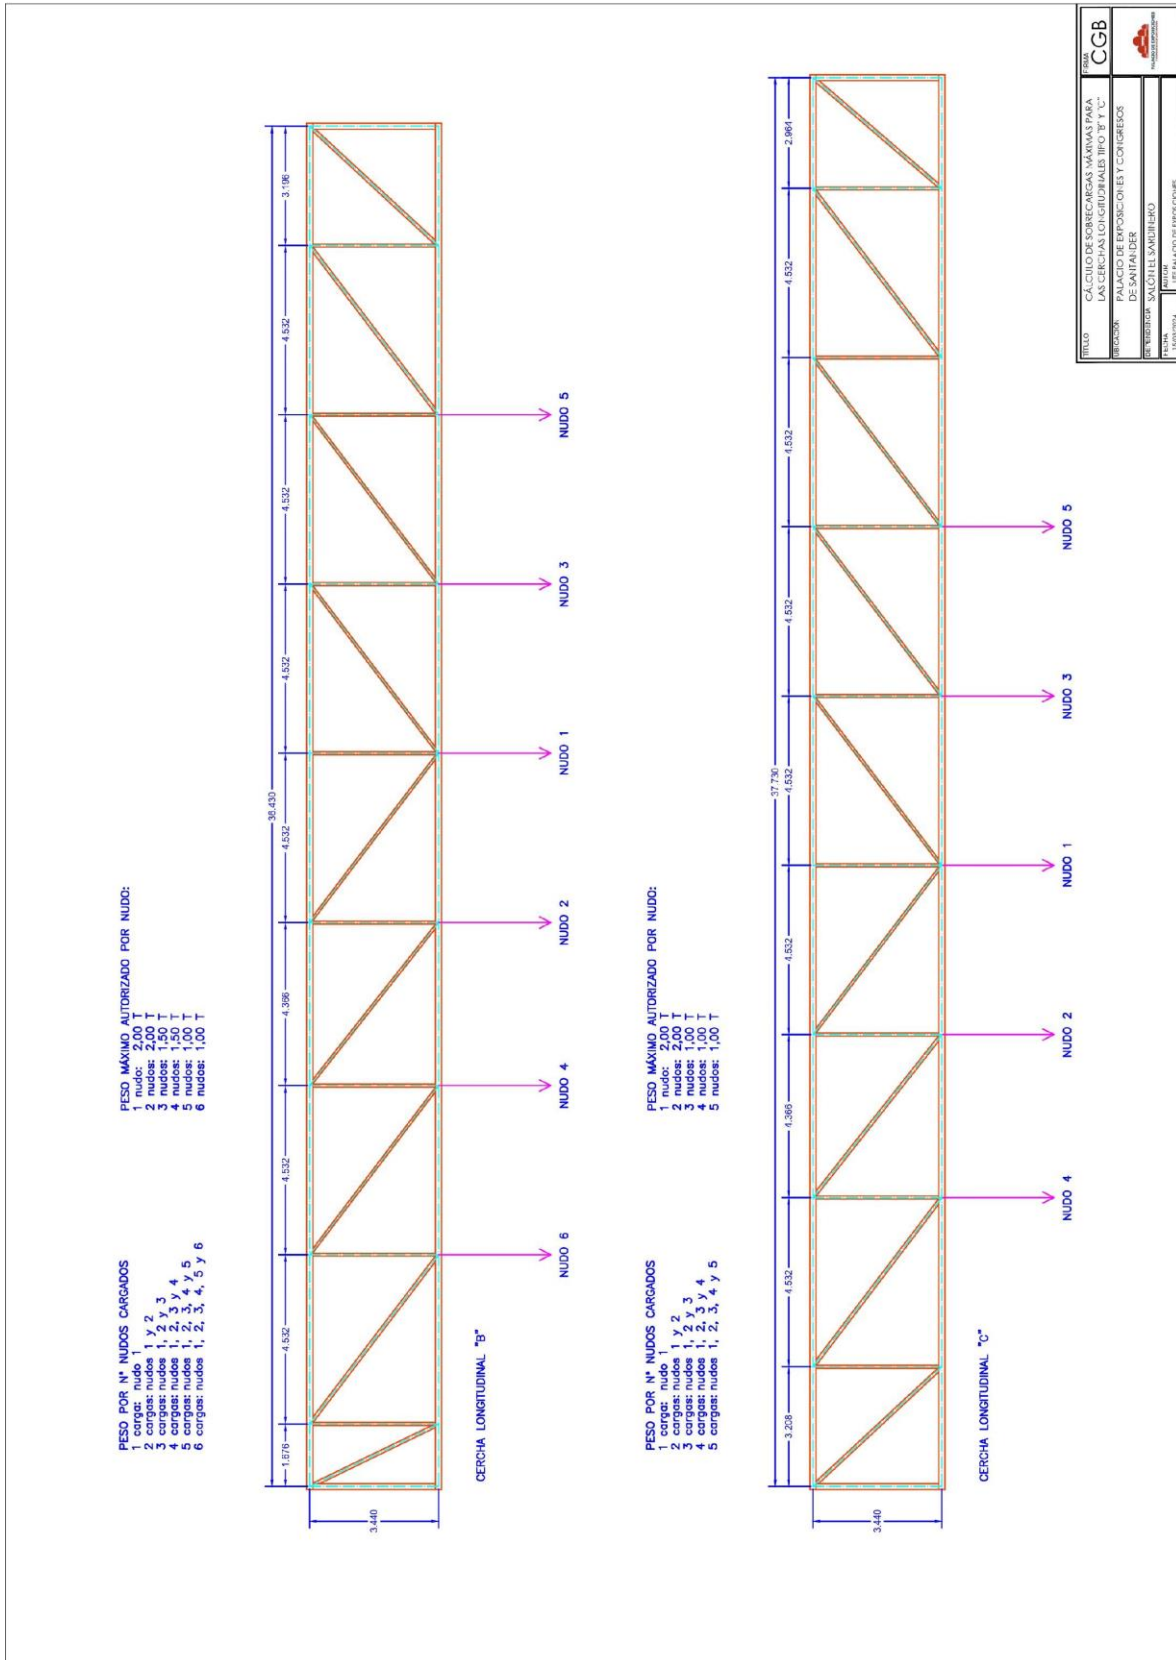 PESO POR Nº NUDOS CARGADOS
1 carga: nudo 1
2 cargas: nudos 1 y 2
3 cargas: nudos 1, 2 y 3
4 cargas: nudos 1, 2, 3 y 4
5 cargas: nudos 1, 2, 3, 4 y 5
6 cargas: nudos 1, 2, 3, 4, 5 y 6
PESO MÁXIMO AUTORIZADO POR NUDO:
1 nudo: 2,00 T
2 nudos: 2,00 T
3 nudos: 1,50 T
4 nudos: 1,50 T
5 nudos: 1,00 T
6 nudos: 1,00 T
4.532
4.532
4.366
4.532
4.532
4.532
4.532
3.440
NUDO 6
NUDO 4
NUDO 2
NUDO 1
NUDO 3
NUDO 5
CERCHA LONGITUDINAL "B"
PESO POR Nº NUDOS CARGADOS
1 carga: nudo 1
2 cargas: nudos 1 y 2
3 cargas: nudos 1, 2 y 3
4 cargas: nudos 1, 2, 3 y 4
5 cargas: nudos 1, 2, 3, 4 y 5
PESO MÁXIMO AUTORIZADO POR NUDO:
1 nudo: 2,00 T
2 nudos: 2,00 T
3 nudos: 1,00 T
4 nudos: 1,00 T
5 nudos: 1,00 T
37.730
3.208
4.532
4.366
4.532
4.532
4.532
4.532
4.532
2.964
3.440
NUDO 4
NUDO 2
NUDO 1
NUDO 3
NUDO 5
CERCHA LONGITUDINAL "C"
TITULO
CÁLCULO DE SOBRECARGAS MÁXIMAS PARA
LAS CERCHAS LONGITUDINALES TIPO "B" Y "C"
FIRMA
CGB
UBICACIÓN
PALACIO DE EXPOSICIONES Y CONGRESOS
DE SANTANDER
PALACIO DE EXPOSICIONES
DEPENDENCIA
SALÓN EL SARDINERO
FECHA
AUTOR